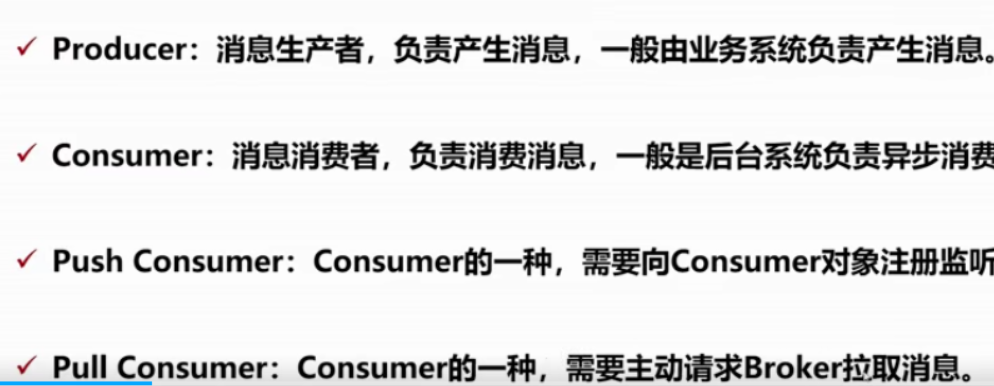 ✓ Producer：消息生产者，负责产生消息，一般由业务系统负责产生消息。
✓ Consumer：消息消费者，负责消费消息，一般是后台系统负责异步消费
✓ Push Consumer：Consumer的一种，需要向Consumer对象注册监听
✓ Pull Consumer：Consumer的一种，需要主动请求Broker拉取消息。